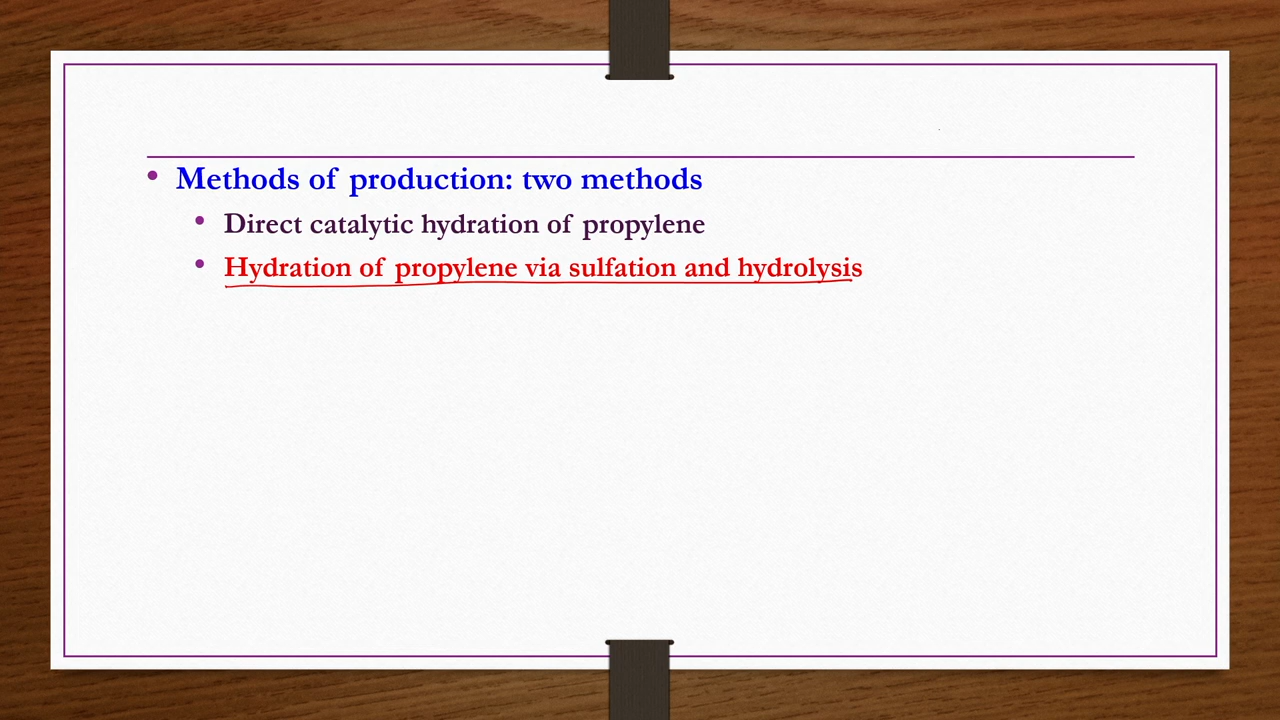 • Methods of production: two methods
• Direct catalytic hydration of propylene
• Hydration of propylene via sulfation and hydrolysis